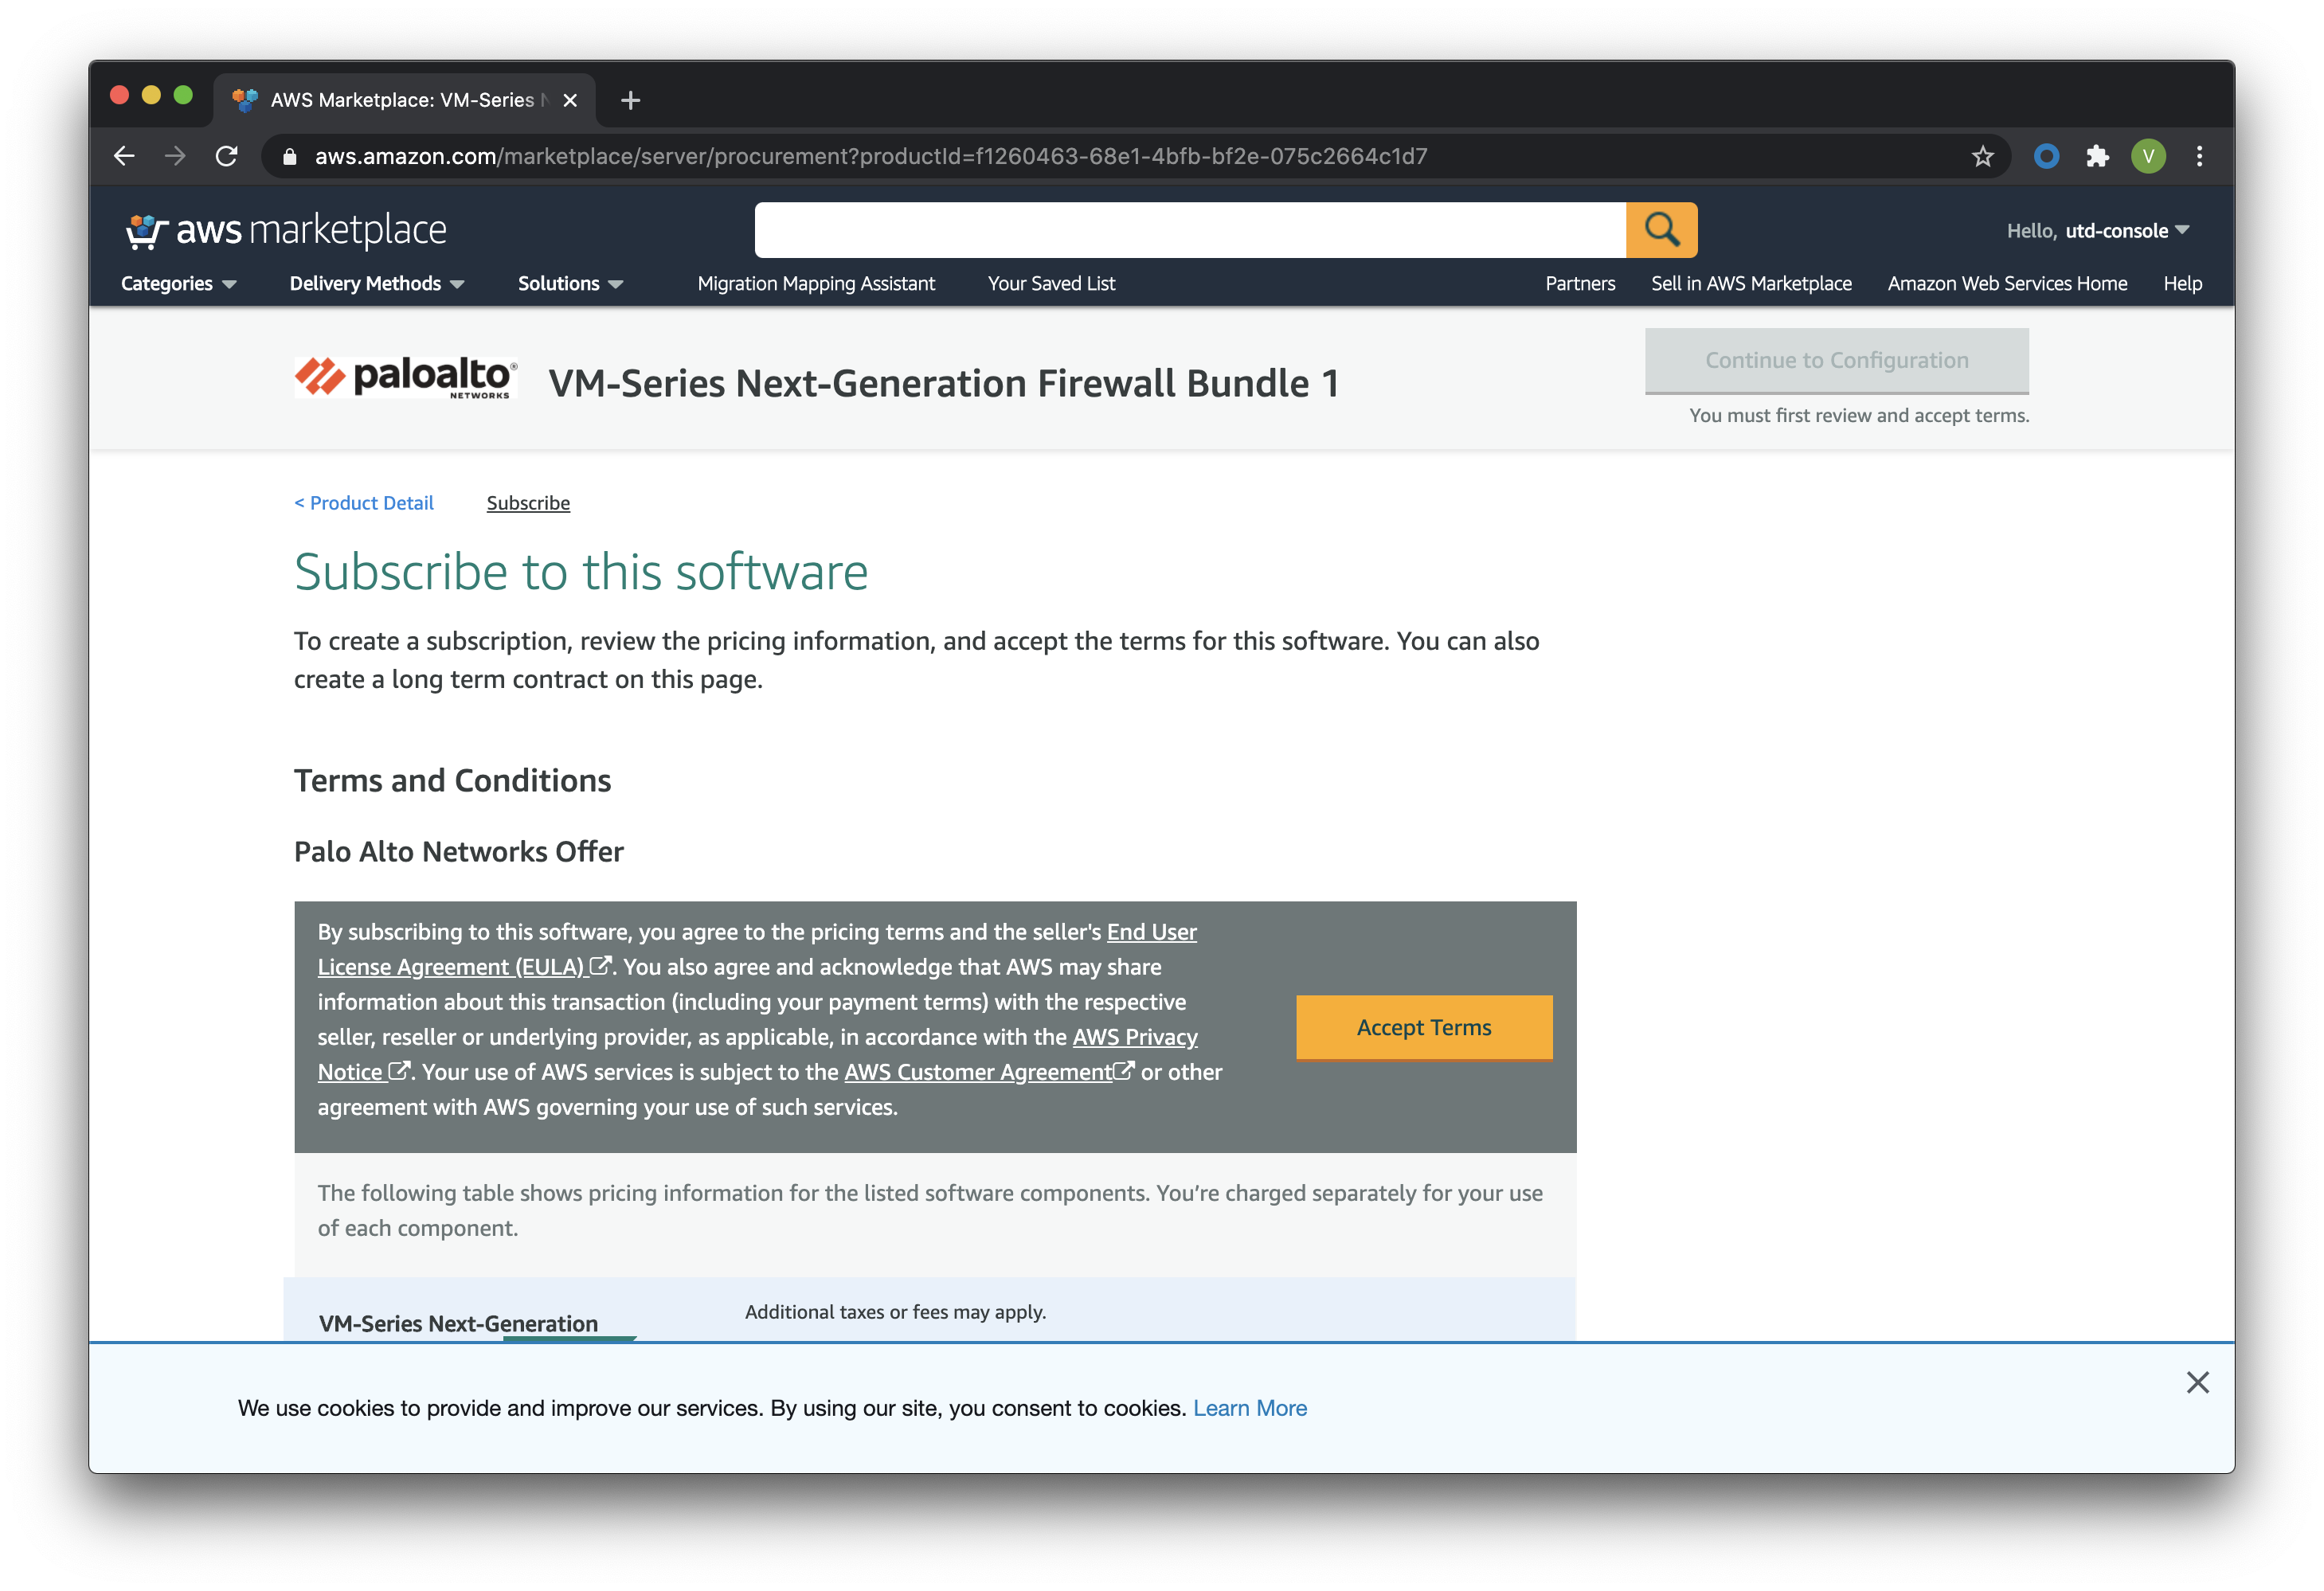 AWS Marketplace: VM-Series
aws.amazon.com/marketplace/server/procurement?productId=f1260463-68e1-4bfb-bf2e-075c2664c1d7
V
aws marketplace
Hello, utd-console
Categories Delivery Methods Solutions Migration Mapping Assistant Your Saved List Partners Sell in AWS Marketplace Amazon Web Services Home Help
paloalto®
NETWORKS
VM-Series Next-Generation Firewall Bundle 1
Continue to Configuration
You must first review and accept terms.
< Product Detail Subscribe
Subscribe to this software
To create a subscription, review the pricing information, and accept the terms for this software. You can also
create a long term contract on this page.
Terms and Conditions
Palo Alto Networks Offer
By subscribing to this software, you agree to the pricing terms and the seller's End User
License Agreement (EULA). You also agree and acknowledge that AWS may share
information about this transaction (including your payment terms) with the respective
seller, reseller or underlying provider, as applicable, in accordance with the AWS Privacy
Notice. Your use of AWS services is subject to the AWS Customer Agreement or other
agreement with AWS governing your use of such services.
Accept Terms
The following table shows pricing information for the listed software components. You’re charged separately for your use
of each component.
VM-Series Next-Generation
Additional taxes or fees may apply.
We use cookies to provide and improve our services. By using our site, you consent to cookies. Learn More